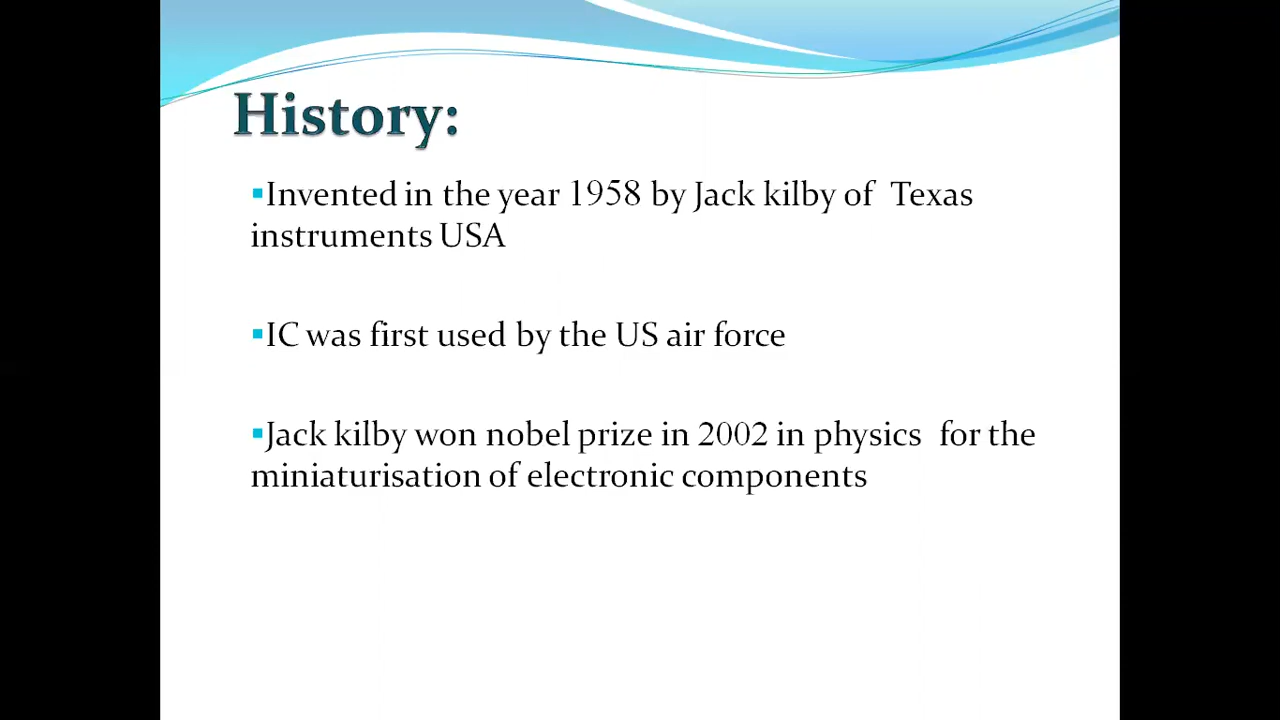 History:
▪Invented in the year 1958 by Jack kilby of  Texas
instruments USA
▪IC was first used by the US air force
▪Jack kilby won nobel prize in 2002 in physics  for the
miniaturisation of electronic components